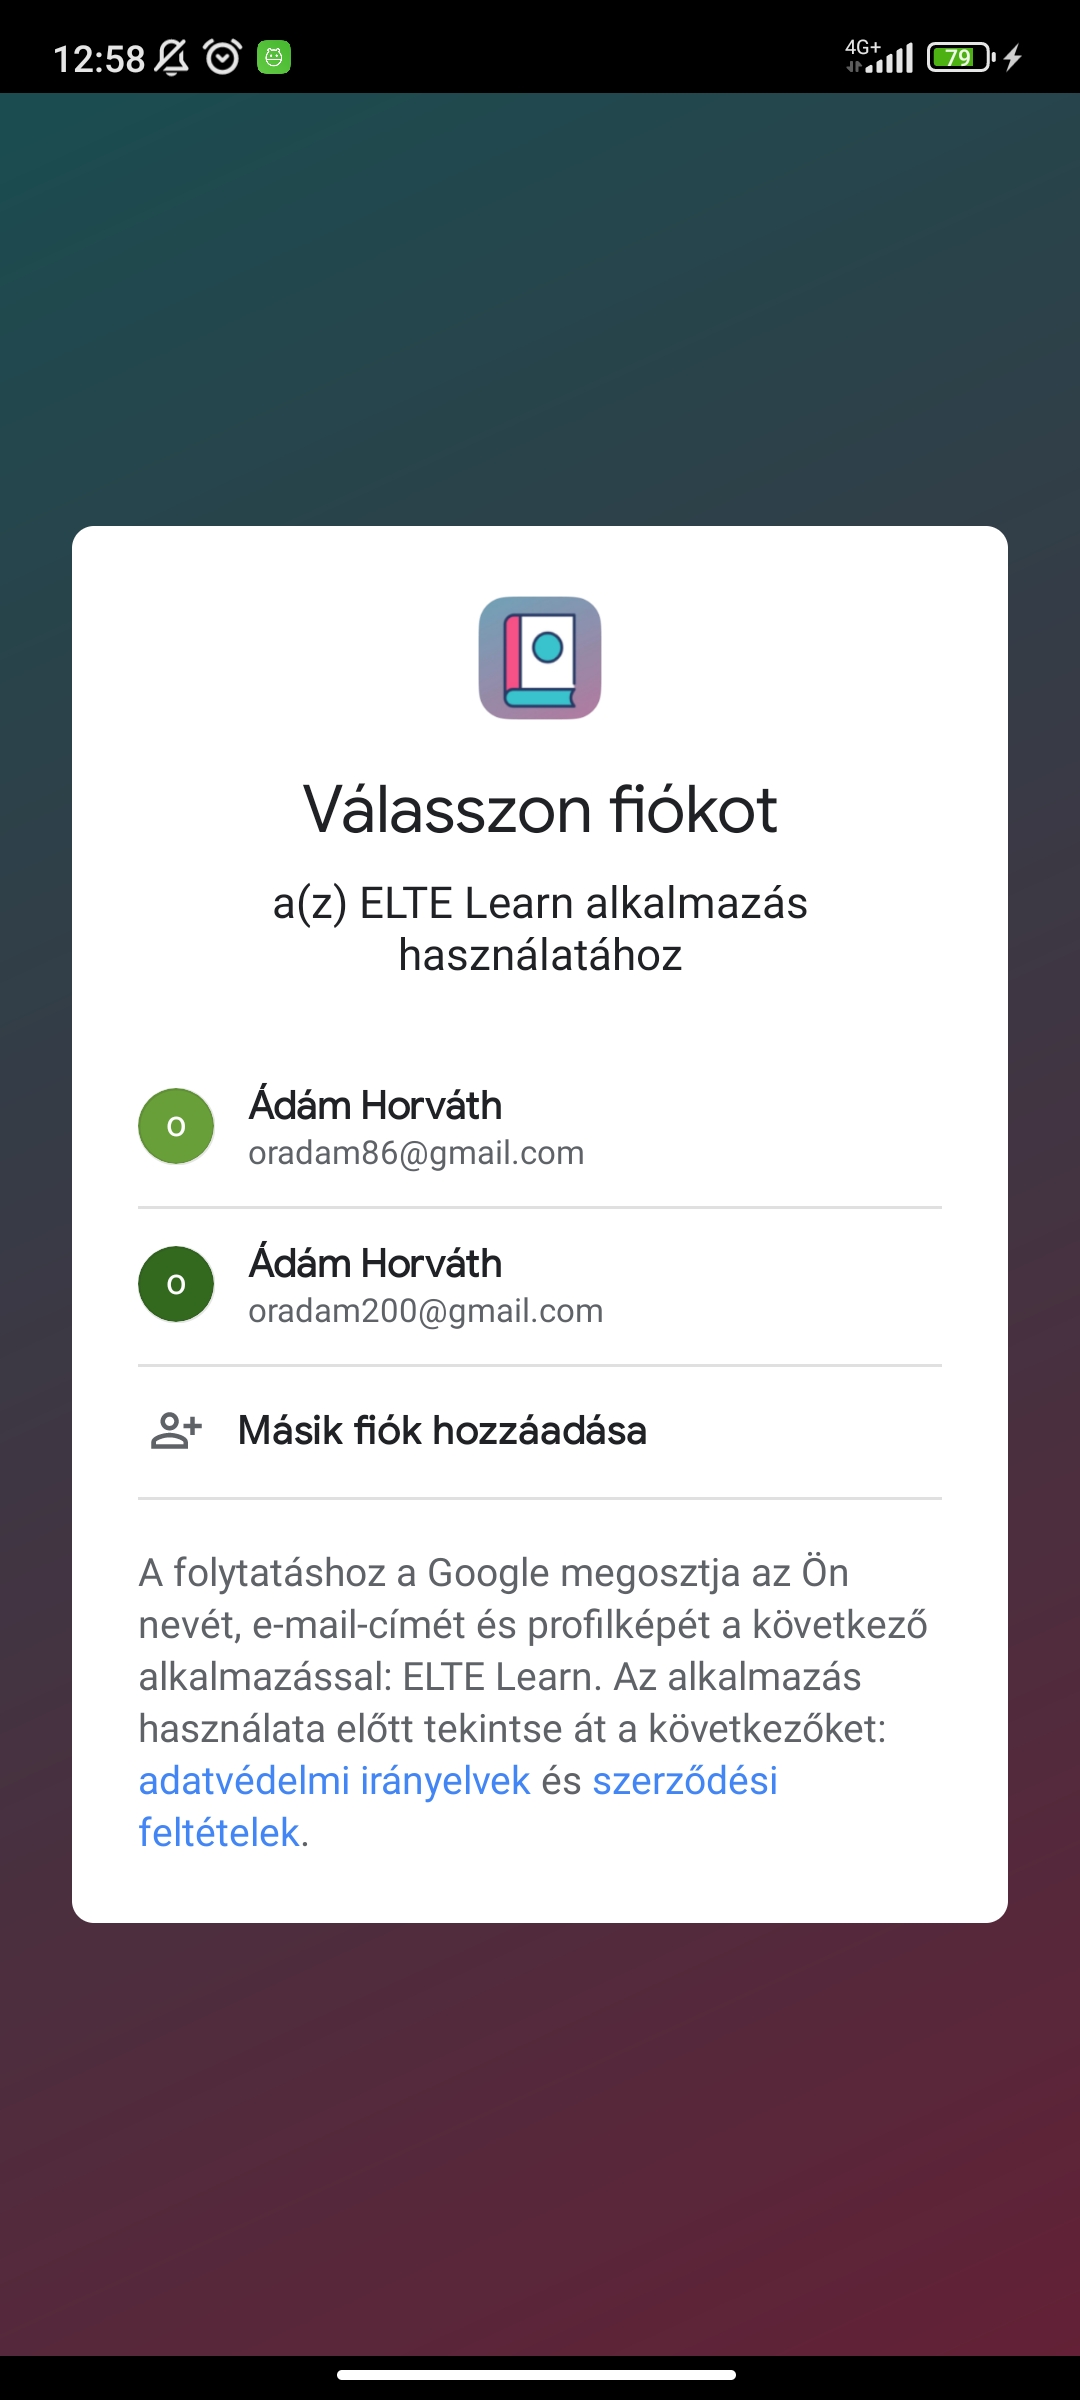 12:58
4G+
79
Válasszon fiókot
a(z) ELTE Learn alkalmazás
használatához
O
Ádám Horváth
oradam86@gmail.com
O
Ádám Horváth
oradam200@gmail.com
Másik fiók hozzáadása
A folytatáshoz a Google megosztja az Ön
nevét, e-mail-címét és profilképét a következő
alkalmazással: ELTE Learn. Az alkalmazás
használata előtt tekintse át a következőket:
adatvédelmi irányelvek és szerződési
feltételek.